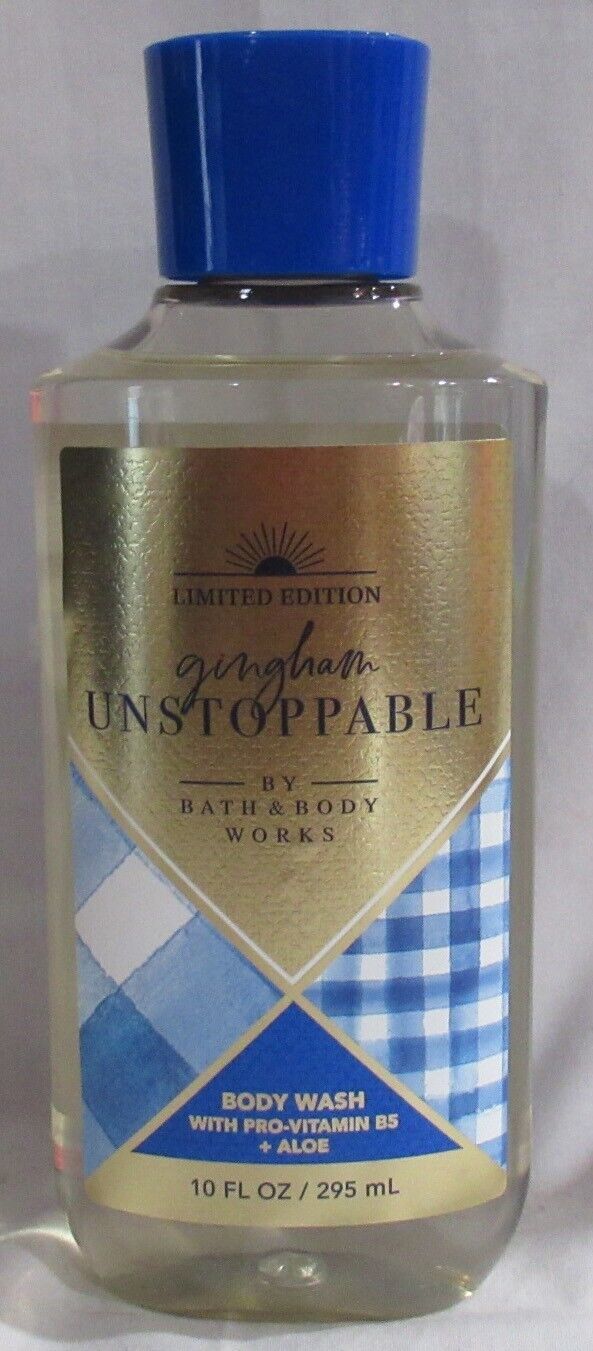 LIMITED EDITION
gingham
UNSTOPPABLE
BY
BATH & BODY
WORKS
BODY WASH
WITH PRO-VITAMIN B5
+ ALOE
10 FL OZ / 295 mL